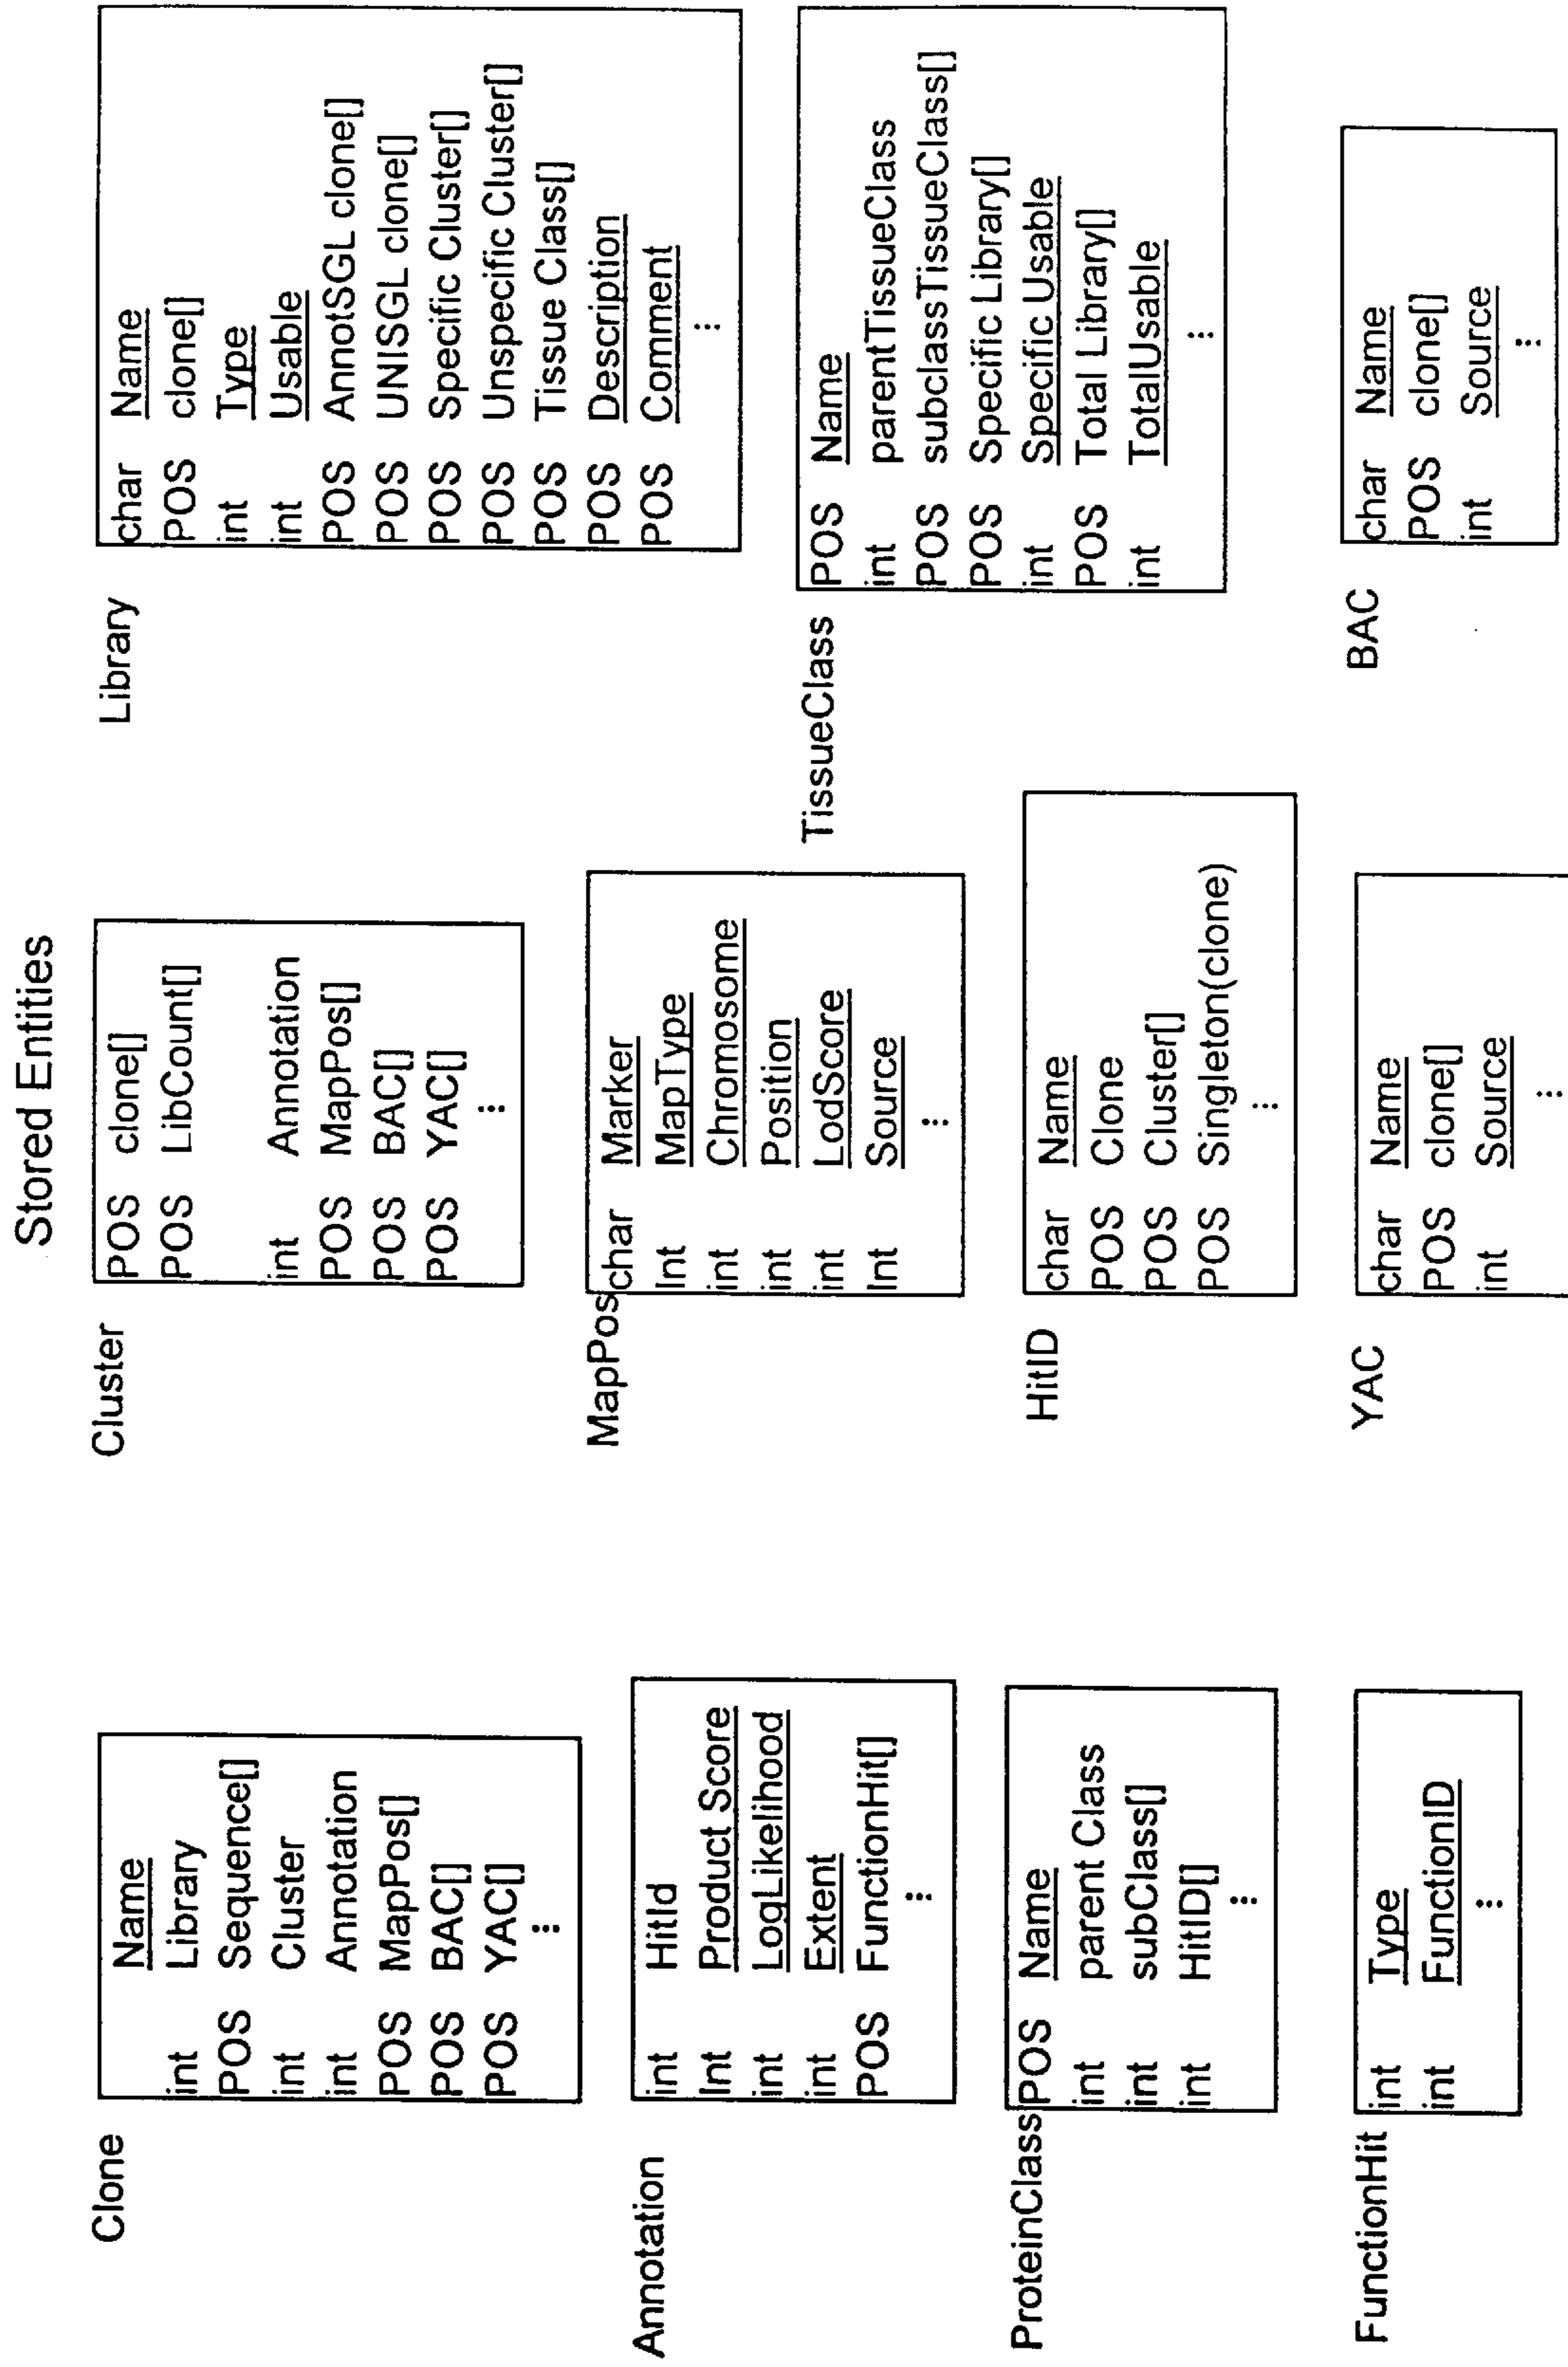 Stored Entities
Clone
Name
int Library
POS Sequence[]
int Cluster
int Annotation
POS MapPos[]
POS BAC[]
POS YAC[]
...
Cluster
POS clone[]
POS LibCount[]
int Annotation
POS MapPos[]
POS BAC[]
POS YAC[]
...
Library
char Name
POS clone[]
int Type
int Usable
POS AnnotSGL clone[]
POS UNISGL clone[]
POS Specific Cluster[]
POS Unspecific Cluster[]
POS Tissue Class[]
POS Description
POS Comment
...
Annotation
int HitId
Int Product Score
int LogLikelihood
int Extent
POS FunctionHit[]
...
MapPos
char Marker
Int MapType
int Chromosome
int Position
int LodScore
Int Source
...
TissueClass
POS Name
int parentTissueClass
POS subclassTissueClass[]
POS Specific Library[]
int Specific Usable
POS Total Library[]
int TotalUsable
...
ProteinClass
POS Name
int parent Class
int subClass[]
int HitID[]
...
HitID
char Name
POS Clone
POS Cluster[]
POS Singleton(clone)
...
FunctionHit
int Type
int FunctionID
...
YAC
char Name
POS clone[]
int Source
...
BAC
char Name
POS clone[]
int Source
...